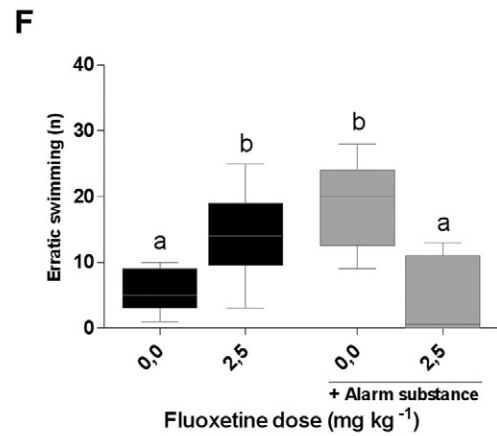 F
Erratic swimming (n)
40
30
20
10
0
a
b
b
a
0,0
2,5
0,0
2,5
+ Alarm substance
Fluoxetine dose (mg kg -1)